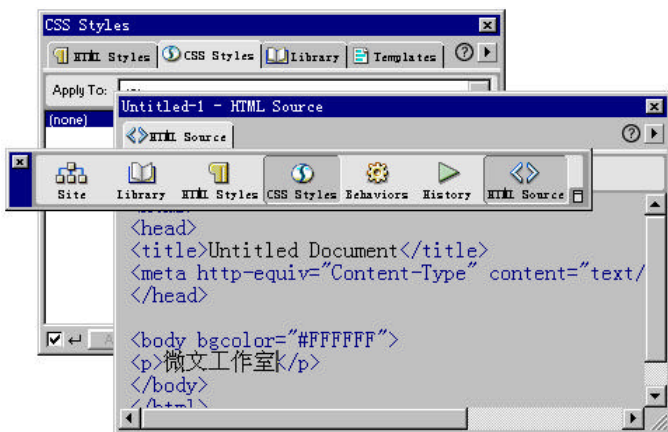 CSS Styles
HTML Styles CSS Styles Library Templates
Apply To:
(none)
Untitled-1 - HTML Source
HTML Source
Site Library HTML Styles CSS Styles Behaviors History HTML Source
<head>
<title>Untitled Document</title>
<meta http-equiv="Content-Type" content="text/
</head>
<body bgcolor="#FFFFFF">
<p>微文工作室</p>
</body>
</html>